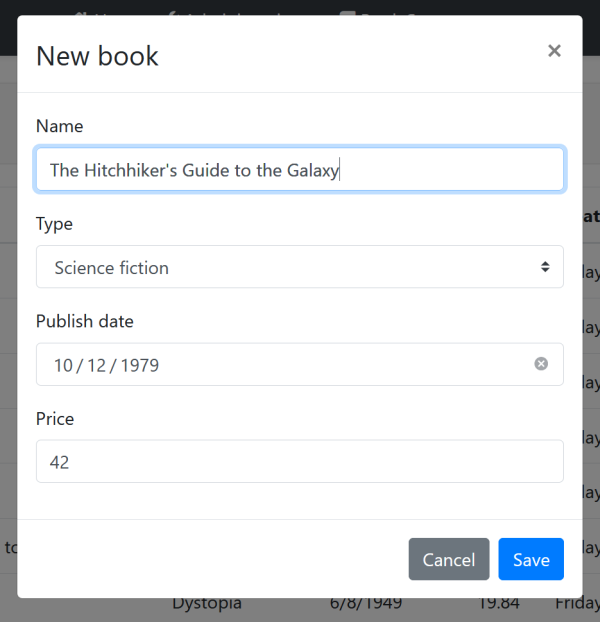 New book
×
Name
The Hitchhiker's Guide to the Galaxy
Type
Science fiction
Publish date
10 / 12 / 1979
Price
42
Cancel Save
Dystopia 6/8/1949 19.84 Friday